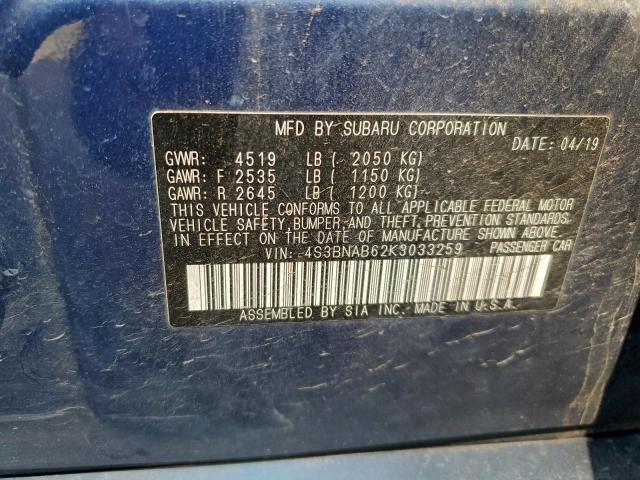 MFD BY SUBARU CORPORATION
DATE: 04/19
GVWR: 4519 LB ( 2050 KG)
GAWR: F 2535 LB ( 1150 KG)
GAWR: R 2645 LB ( 1200 KG)
THIS VEHICLE CONFORMS TO ALL APPLICABLE FEDERAL MOTOR
VEHICLE SAFETY, BUMPER, AND THEFT PREVENTION STANDARDS
IN EFFECT ON THE DATE OF MANUFACTURE SHOWN ABOVE.
VIN: 4S3BNAB62K3033259 PASSENGER CAR
ASSEMBLED BY SIA INC. MADE IN U.S.A.